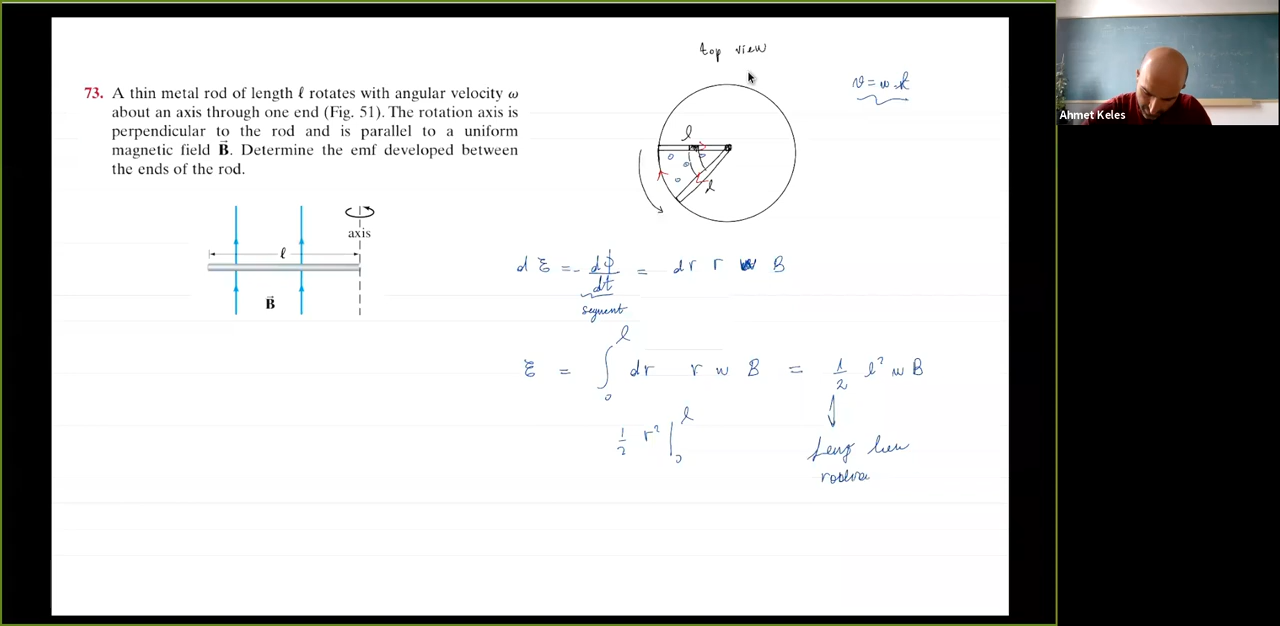 73. A thin metal rod of length ℓ rotates with angular velocity ω
about an axis through one end (Fig. 51). The rotation axis is
perpendicular to the rod and is parallel to a uniform
magnetic field B⃗. Determine the emf developed between
the ends of the rod.
axis
ℓ
B⃗
top view
ℓ
ℓ
dℰ = - dϕ/dt = dr r w B
segment
ℰ = ∫₀^ℓ dr r w B = 1/2 ℓ² w B
1/2 r² |₀^ℓ
Ahmet Keles